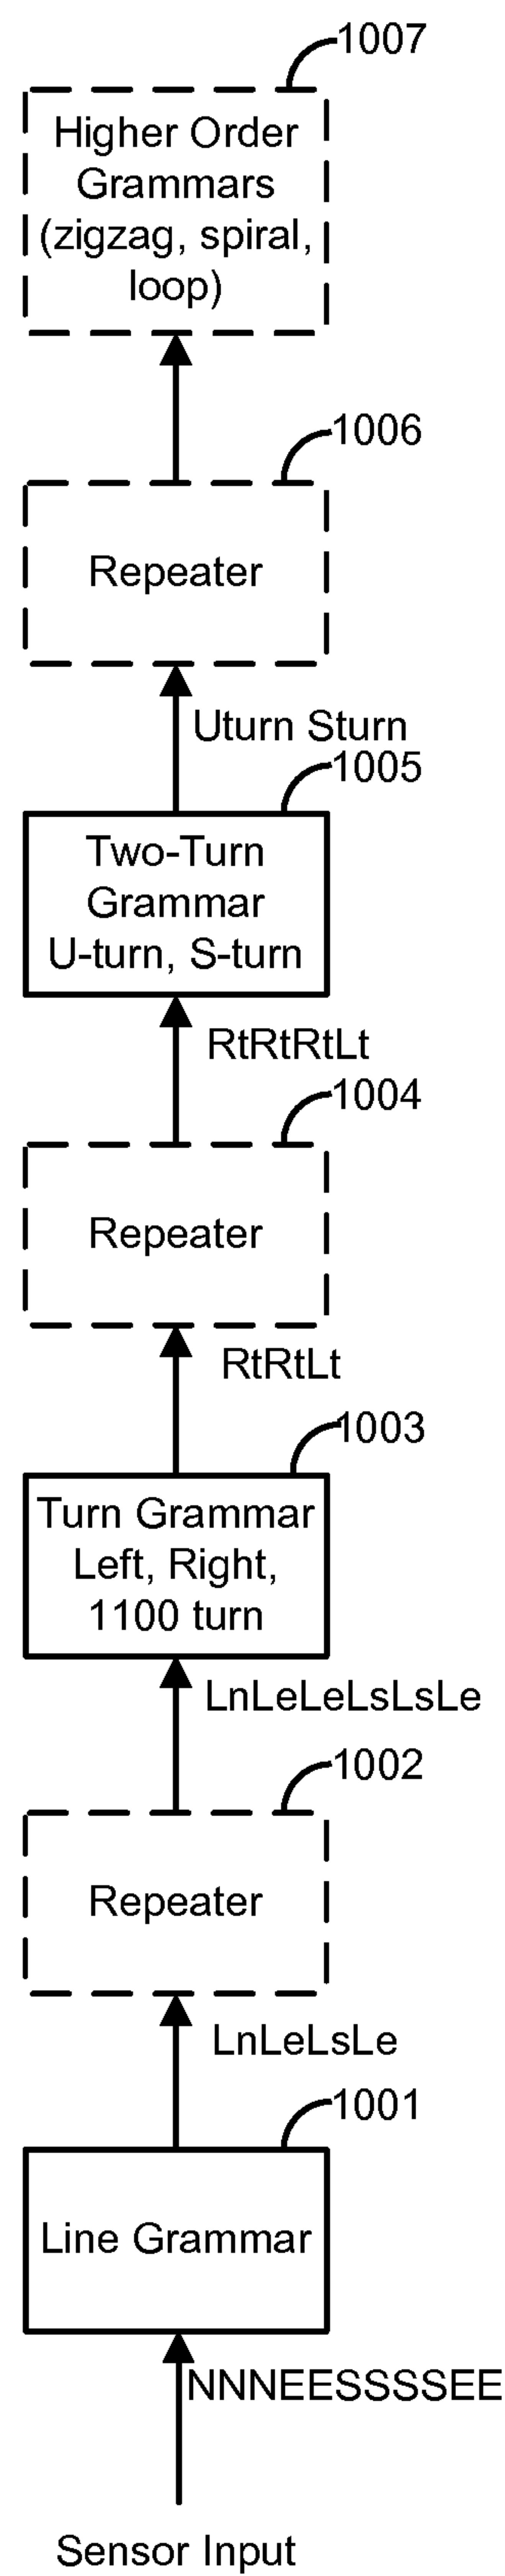 1007
Higher Order
Grammars
(zigzag, spiral,
loop)
1006
Repeater
Uturn Sturn
1005
Two-Turn
Grammar
U-turn, S-turn
RtRtRtLt
1004
Repeater
RtRtLt
1003
Turn Grammar
Left, Right,
1100 turn
LnLeLeLsLsLe
1002
Repeater
LnLeLsLe
1001
Line Grammar
NNNEESSSSEE
Sensor Input